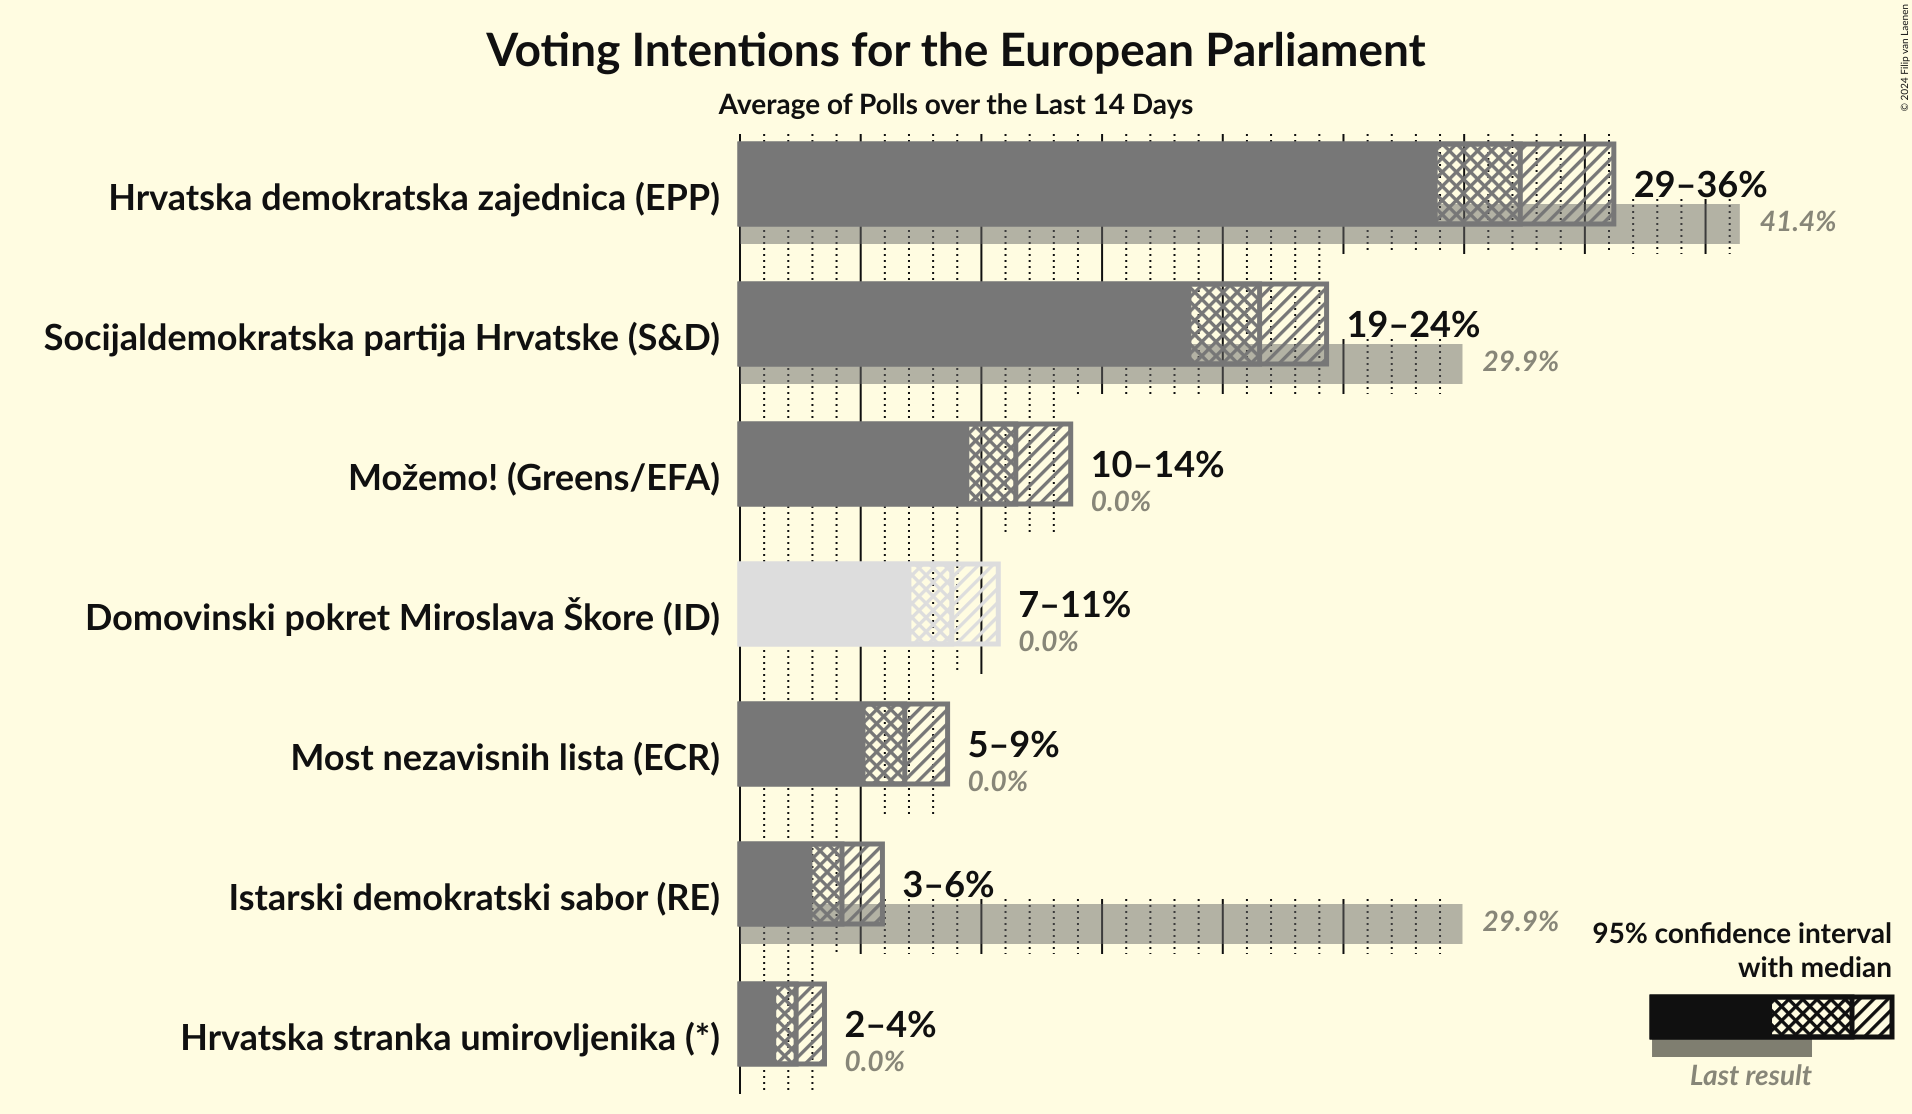 Voting Intentions for the European Parliament
Average of Polls over the Last 14 Days
© 2024 Filip van Laenen
Hrvatska demokratska zajednica (EPP)
29–36%
41.4%
Socijaldemokratska partija Hrvatske (S&D)
19–24%
29.9%
Možemo! (Greens/EFA)
10–14%
0.0%
Domovinski pokret Miroslava Škore (ID)
7–11%
0.0%
Most nezavisnih lista (ECR)
5–9%
0.0%
Istarski demokratski sabor (RE)
3–6%
29.9%
Hrvatska stranka umirovljenika (*)
2–4%
0.0%
95% confidence interval
with median
Last result